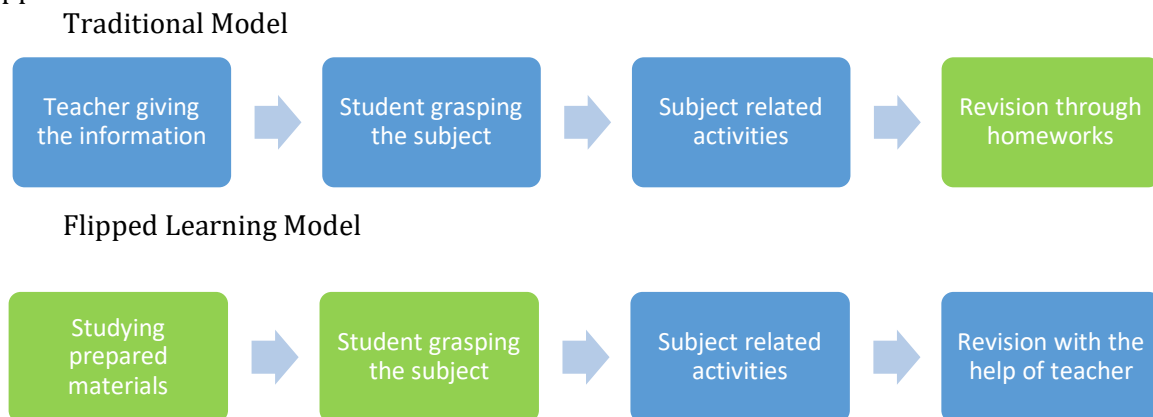 Traditional Model
Teacher giving
the information
Student grasping
the subject
Subject related
activities
Revision through
homeworks
Flipped Learning Model
Studying
prepared
materials
Student grasping
the subject
Subject related
activities
Revision with the
help of teacher